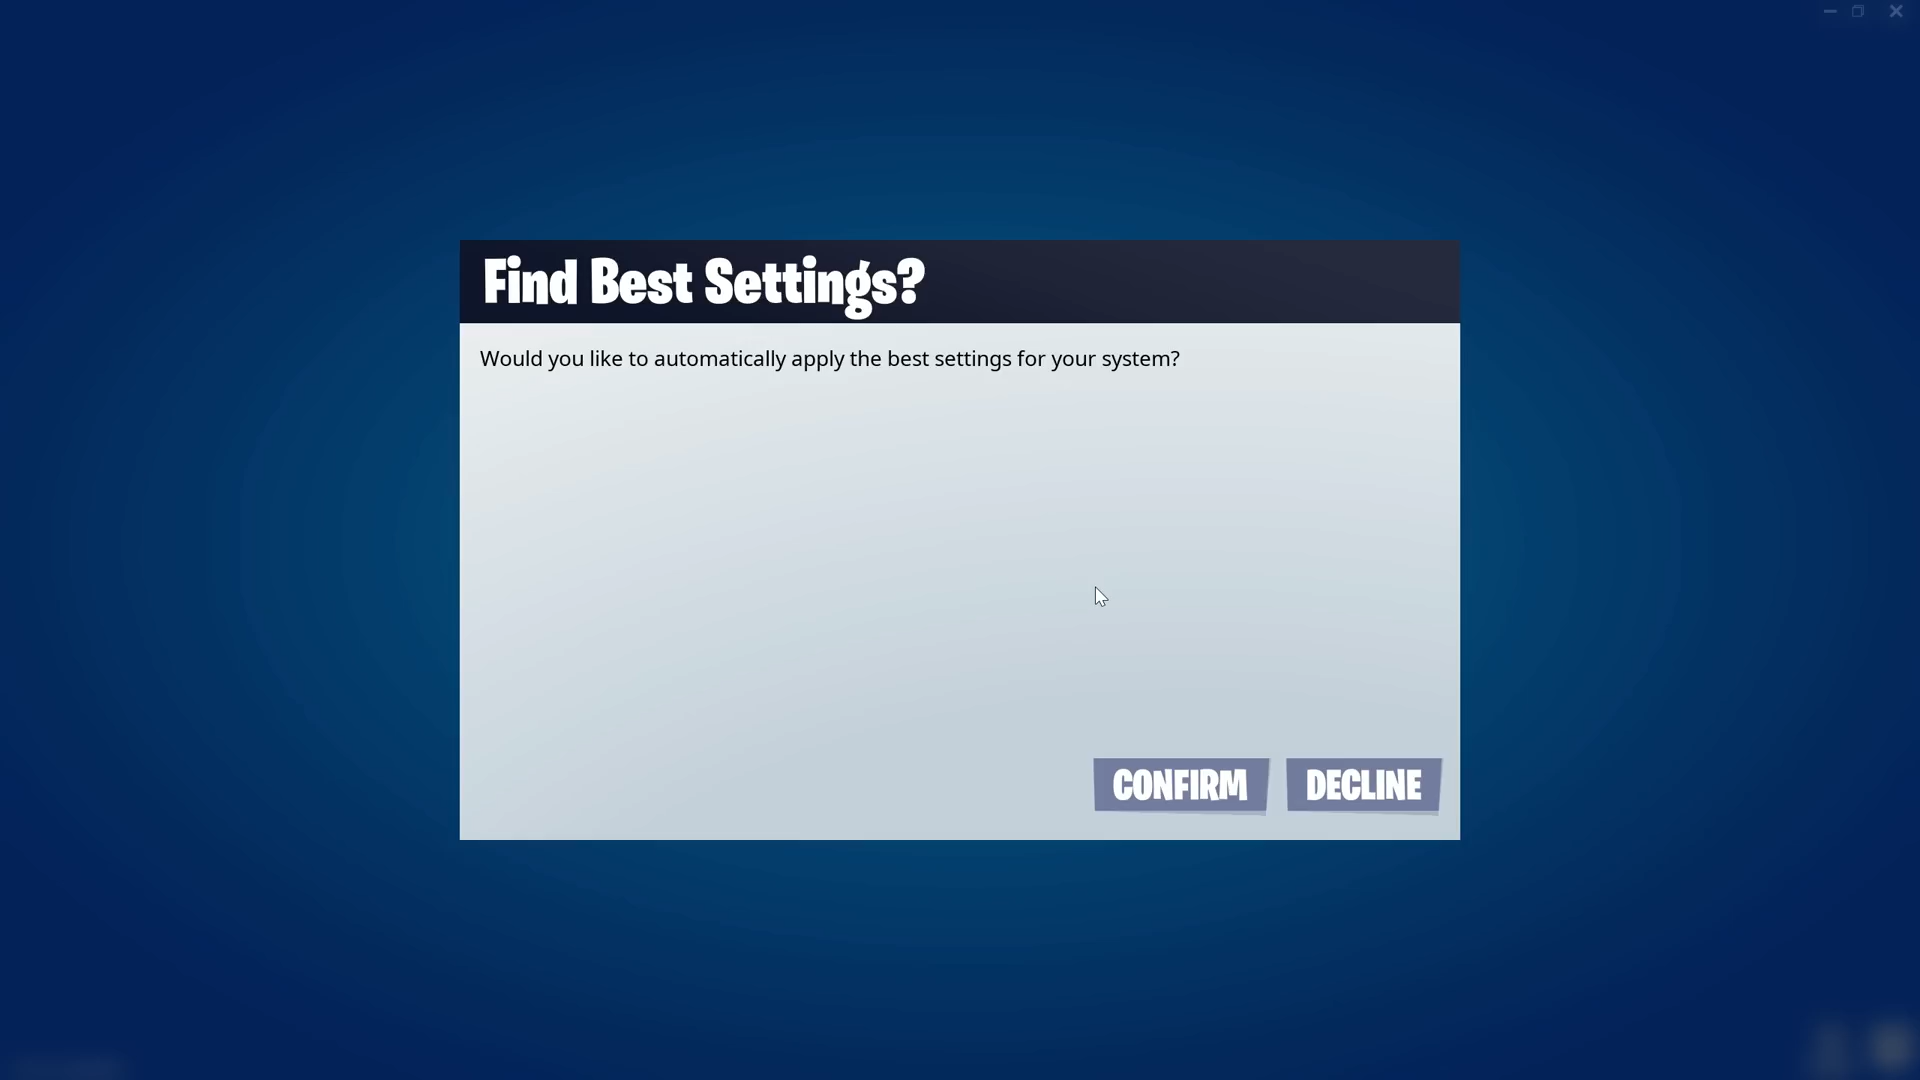 Find Best Settings?
Would you like to automatically apply the best settings for your system?
CONFIRM DECLINE